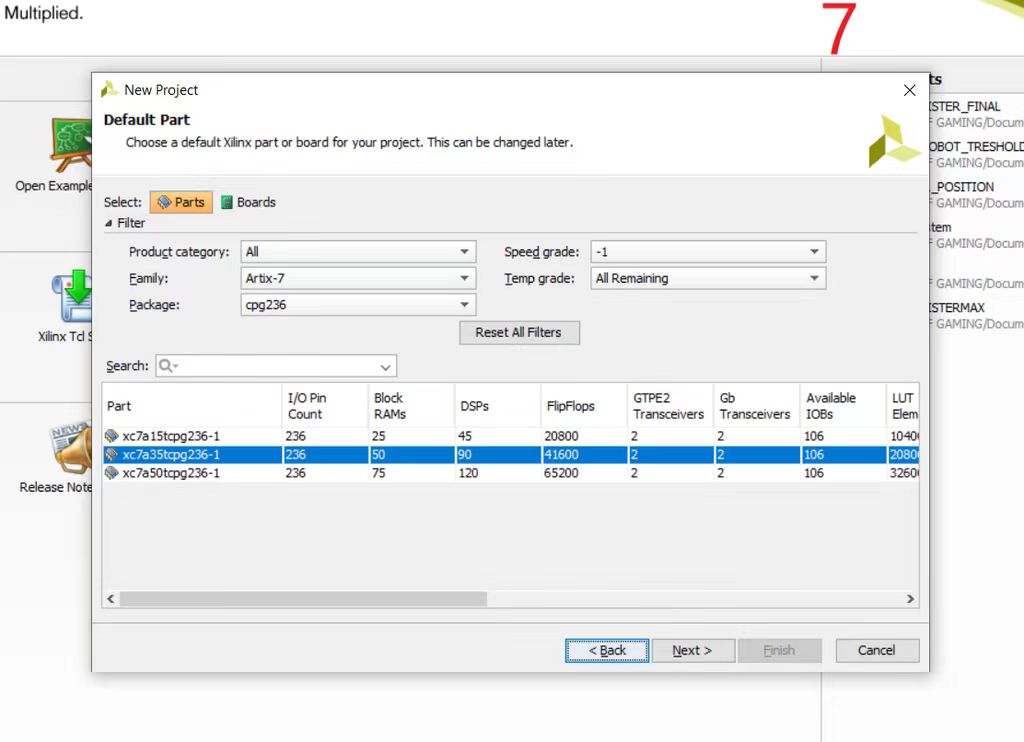 Multiplied.
7
New Project
Default Part
Choose a default Xilinx part or board for your project. This can be changed later.
Select: Parts Boards
Filter
Product category: All Speed grade: -1
Family: Artix-7 Temp grade: All Remaining
Package: cpg236
Reset All Filters
Search:
Part I/O Pin Count Block RAMs DSPs FlipFlops GTPE2 Transceivers Gb Transceivers Available IOBs LUT Elem
xc7a15tcpg236-1 236 25 45 20800 2 2 106 1040
xc7a35tcpg236-1 236 50 90 41600 2 2 106 2080
xc7a50tcpg236-1 236 75 120 65200 2 2 106 3260
< Back Next > Finish Cancel
Open Example
Xilinx Tcl S
NEWS
Release Note
ts
ISTER_FINAL
F GAMING/Docum
OBOT_TRESHOLD
F GAMING/Docum
_POSITION
F GAMING/Docum
tem
F GAMING/Docum
F GAMING/Docum
ISTERMAX
F GAMING/Docum